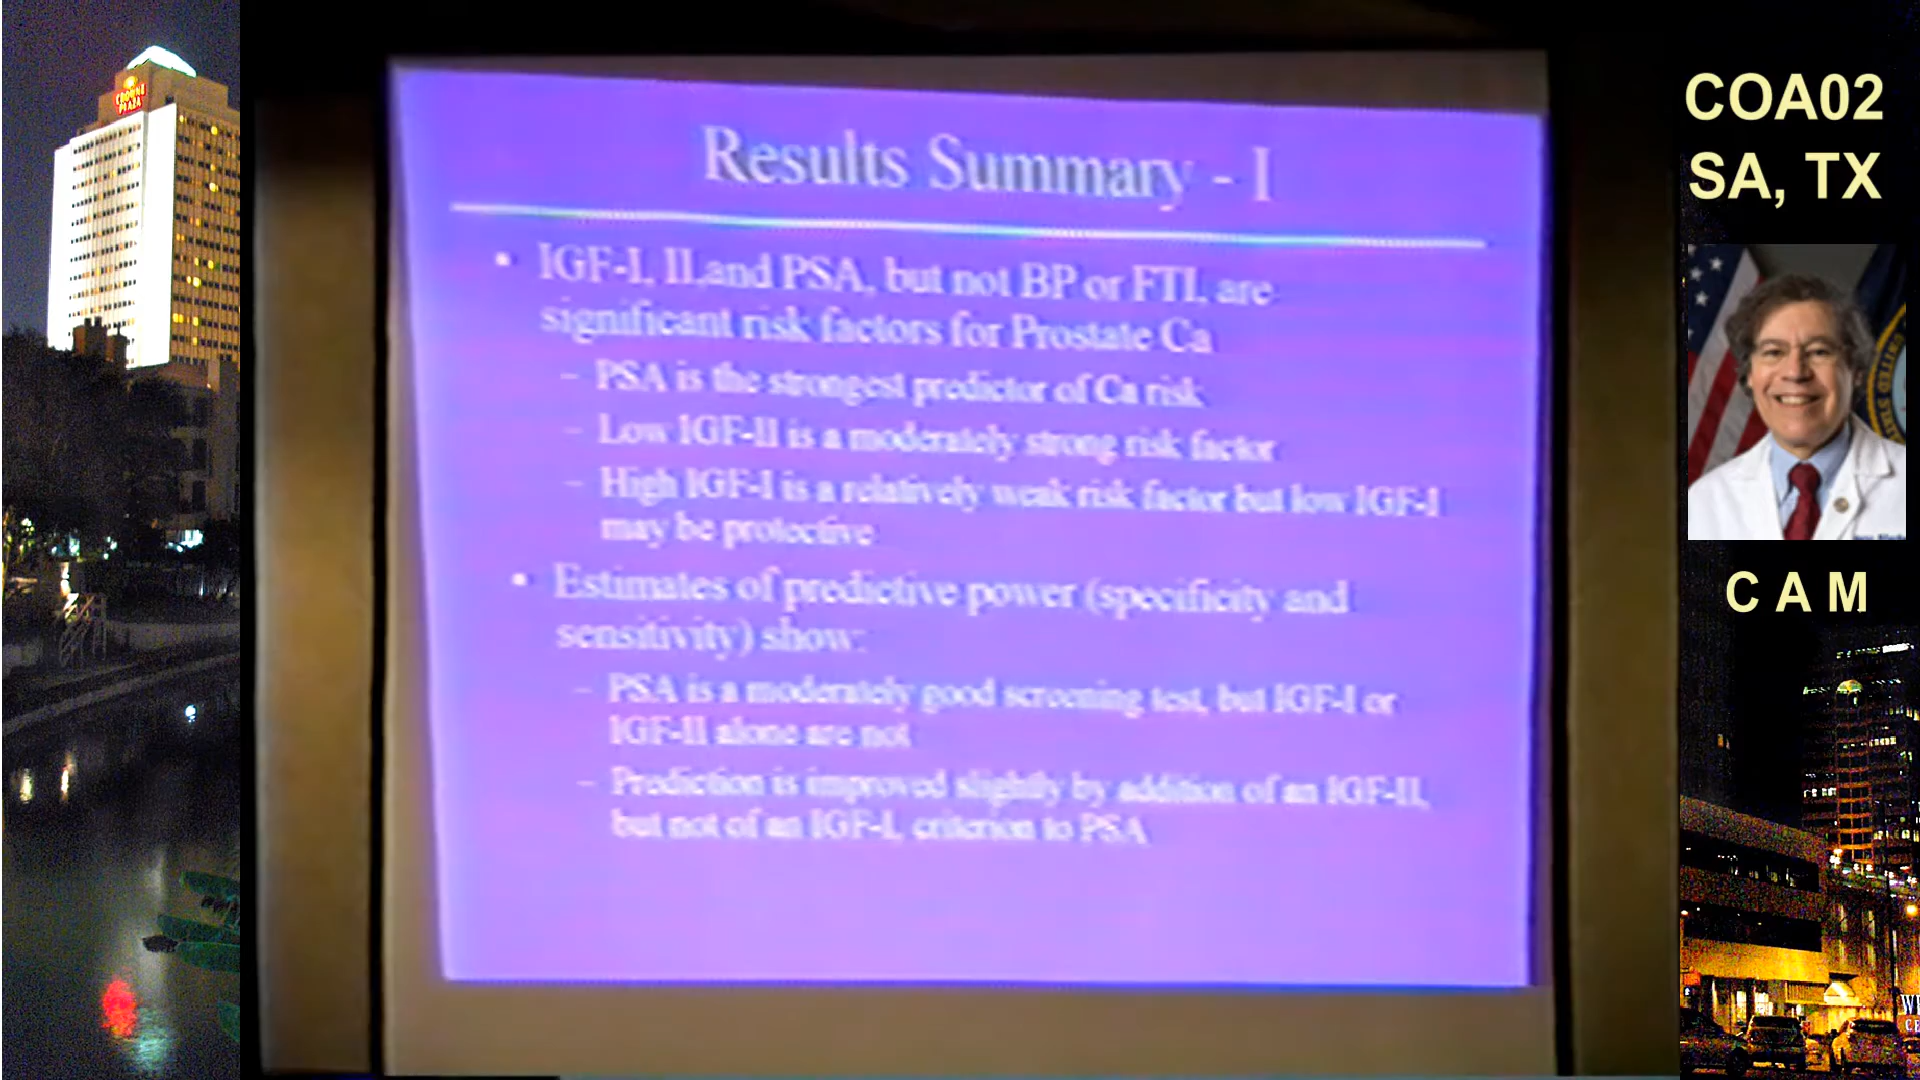 CROWNE
PLAZA
Results Summary - I
• IGF-I, II,and PSA, but not BP or FTI, are
significant risk factors for Prostate Ca
– PSA is the strongest predictor of Ca risk
– Low IGF-II is a moderately strong risk factor
– High IGF-I is a relatively weak risk factor but low IGF-I
may be protective
• Estimates of predictive power (specificity and
sensitivity) show:
– PSA is a moderately good screening test, but IGF-I or
IGF-II alone are not
– Prediction is improved slightly by addition of an IGF-II,
but not of an IGF-I, criterion to PSA
COA02
SA, TX
UNITED
C A M